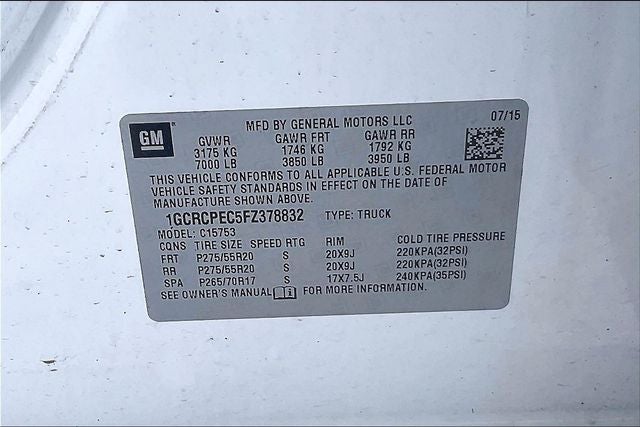 MFD BY GENERAL MOTORS LLC 07/15
GM
GVWR GAWR FRT GAWR RR
3175 KG 1746 KG 1792 KG
7000 LB 3850 LB 3950 LB
THIS VEHICLE CONFORMS TO ALL APPLICABLE U.S. FEDERAL MOTOR
VEHICLE SAFETY STANDARDS IN EFFECT ON THE DATE OF
MANUFACTURE SHOWN ABOVE.
1GCRCPEC5FZ378832 TYPE: TRUCK
MODEL: C15753
CONS TIRE SIZE SPEED RTG RIM COLD TIRE PRESSURE
FRT P275/55R20 S 20X9J 220KPA(32PSI)
RR P275/55R20 S 20X9J 220KPA(32PSI)
SPA P265/70R17 S 17X7.5J 240KPA(35PSI)
SEE OWNER'S MANUAL FOR MORE INFORMATION.